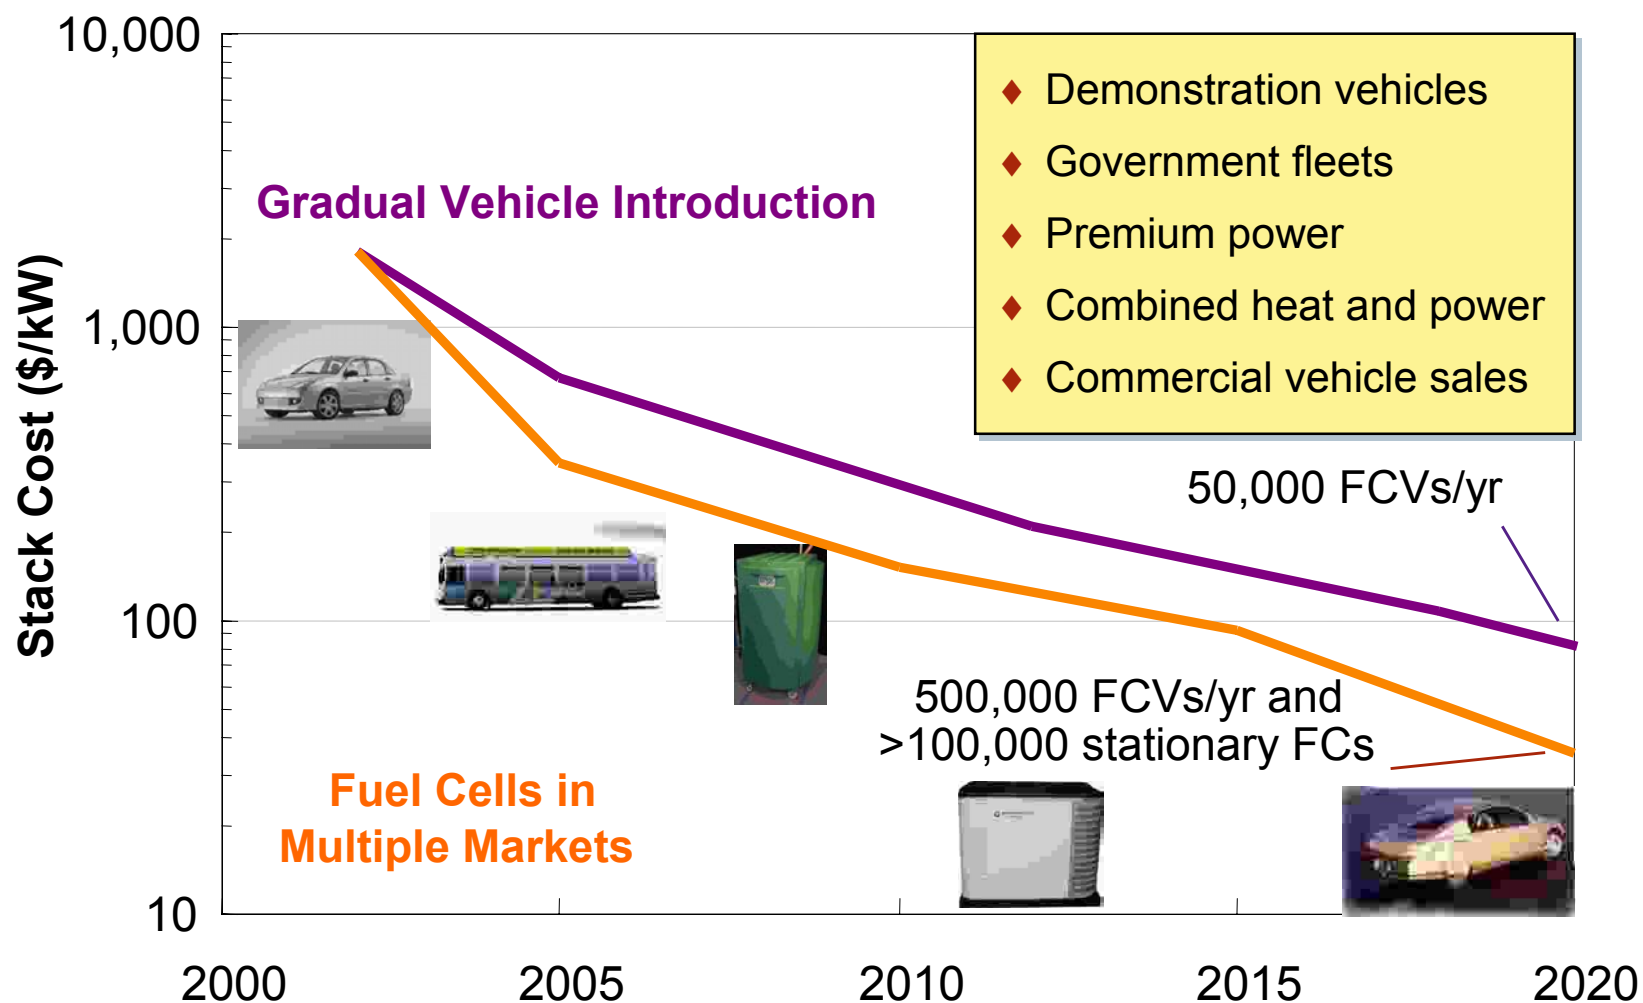 10,000
1,000
100
10
Stack Cost ($/kW)
Gradual Vehicle Introduction
♦ Demonstration vehicles
♦ Government fleets
♦ Premium power
♦ Combined heat and power
♦ Commercial vehicle sales
50,000 FCVs/yr
500,000 FCVs/yr and
>100,000 stationary FCs
Fuel Cells in
Multiple Markets
2000 2005 2010 2015 2020